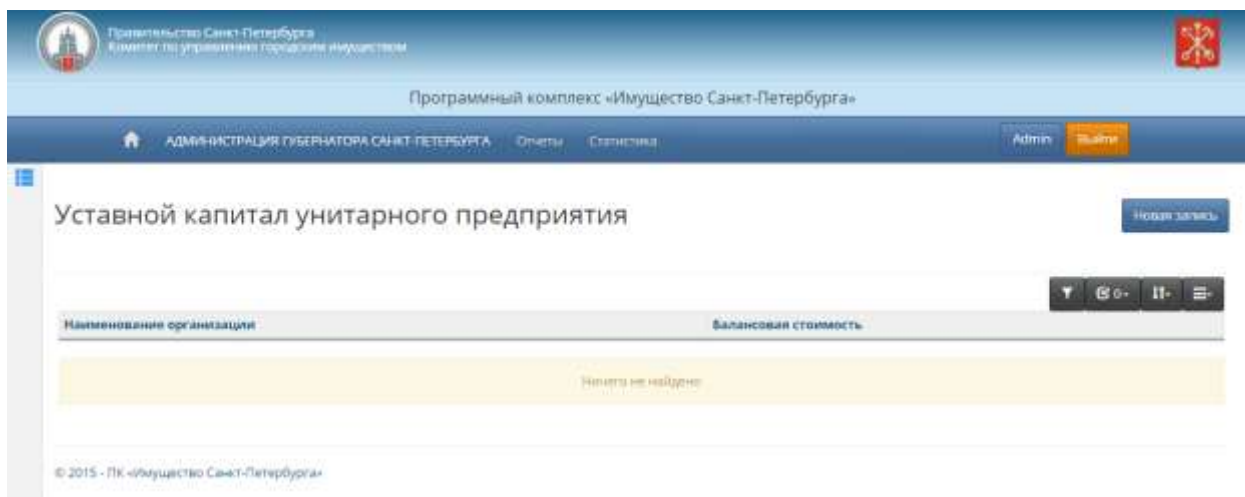 Правительство Санкт-Петербурга
Комитет по управлению городским имуществом
Программный комплекс «Имущество Санкт-Петербурга»
АДМИНИСТРАЦИЯ ГУБЕРНАТОРА САНКТ-ПЕТЕРБУРГА Отчеты Статистика Admin Выйти
Уставной капитал унитарного предприятия
Новая запись
0
Наименование организации Балансовая стоимость
Ничего не найдено
© 2015 - ПК «Имущество Санкт-Петербурга»